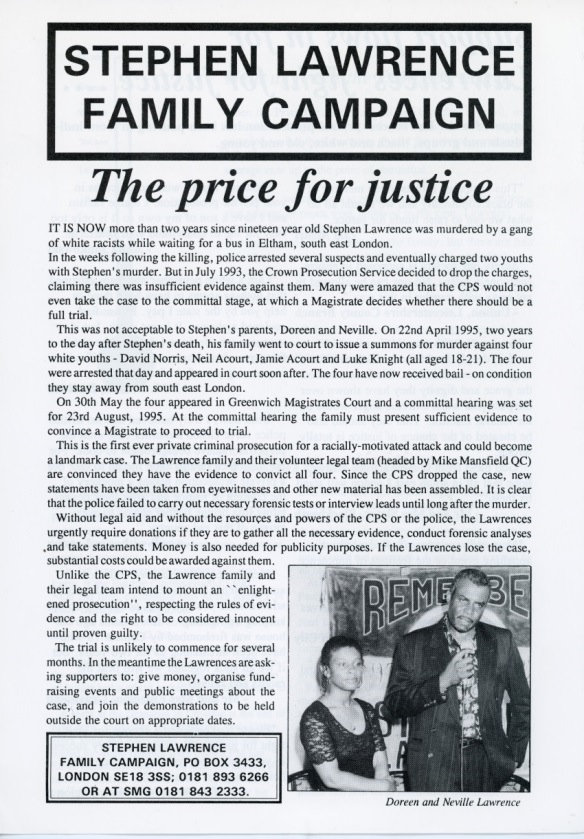 STEPHEN LAWRENCE
FAMILY CAMPAIGN
The price for justice
IT IS NOW more than two years since nineteen year old Stephen Lawrence was murdered by a gang
of white racists while waiting for a bus in Eltham, south east London.
In the weeks following the killing, police arrested several suspects and eventually charged two youths
with Stephen's murder. But in July 1993, the Crown Prosecution Service decided to drop the charges,
claiming there was insufficient evidence against them. Many were amazed that the CPS would not
even take the case to the committal stage, at which a Magistrate decides whether there should be a
full trial.
This was not acceptable to Stephen's parents, Doreen and Neville. On 22nd April 1995, two years
to the day after Stephen's death, his family went to court to issue a summons for murder against four
white youths - David Norris, Neil Acourt, Jamie Acourt and Luke Knight (all aged 18-21). The four
were arrested that day and appeared in court soon after. The four have now received bail - on condition
they stay away from south east London.
On 30th May the four appeared in Greenwich Magistrates Court and a committal hearing was set
for 23rd August, 1995. At the committal hearing the family must present sufficient evidence to
convince a Magistrate to proceed to trial.
This is the first ever private criminal prosecution for a racially-motivated attack and could become
a landmark case. The Lawrence family and their volunteer legal team (headed by Mike Mansfield QC)
are convinced they have the evidence to convict all four. Since the CPS dropped the case, new
statements have been taken from eyewitnesses and other new material has been assembled. It is clear
that the police failed to carry out necessary forensic tests or interview leads until long after the murder.
Without legal aid and without the resources and powers of the CPS or the police, the Lawrences
urgently require donations if they are to gather all the necessary evidence, conduct forensic analyses
and take statements. Money is also needed for publicity purposes. If the Lawrences lose the case,
substantial costs could be awarded against them.
Unlike the CPS, the Lawrence family and
their legal team intend to mount an ``enlight-
ened prosecution'', respecting the rules of evi-
dence and the right to be considered innocent
until proven guilty.
The trial is unlikely to commence for several
months. In the meantime the Lawrences are ask-
ing supporters to: give money, organise fund-
raising events and public meetings about the
case, and join the demonstrations to be held
outside the court on appropriate dates.
REMEMBE
STEPHEN LAWRENCE
FAMILY CAMPAIGN, PO BOX 3433,
LONDON SE18 3SS; 0181 893 6266
OR AT SMG 0181 843 2333.
Doreen and Neville Lawrence